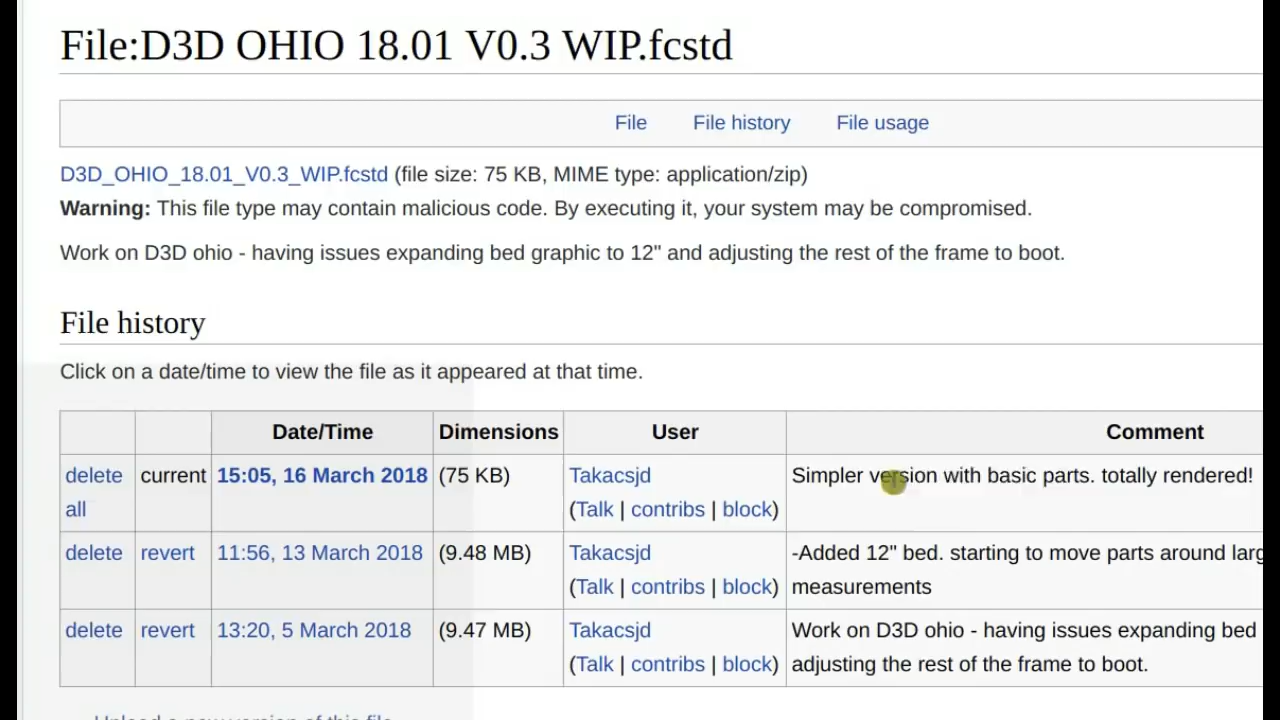 File:D3D OHIO 18.01 V0.3 WIP.fcstd
File File history File usage
D3D_OHIO_18.01_V0.3_WIP.fcstd (file size: 75 KB, MIME type: application/zip)
Warning: This file type may contain malicious code. By executing it, your system may be compromised.
Work on D3D ohio - having issues expanding bed graphic to 12" and adjusting the rest of the frame to boot.
File history
Click on a date/time to view the file as it appeared at that time.
Date/Time Dimensions User Comment
delete current 15:05, 16 March 2018 (75 KB) Takacsjd Simpler version with basic parts. totally rendered!
all (Talk | contribs | block)
delete revert 11:56, 13 March 2018 (9.48 MB) Takacsjd -Added 12" bed. starting to move parts around
(Talk | contribs | block) measurements
delete revert 13:20, 5 March 2018 (9.47 MB) Takacsjd Work on D3D ohio - having issues expanding bed
(Talk | contribs | block) adjusting the rest of the frame to boot.
Upload a new version of this file